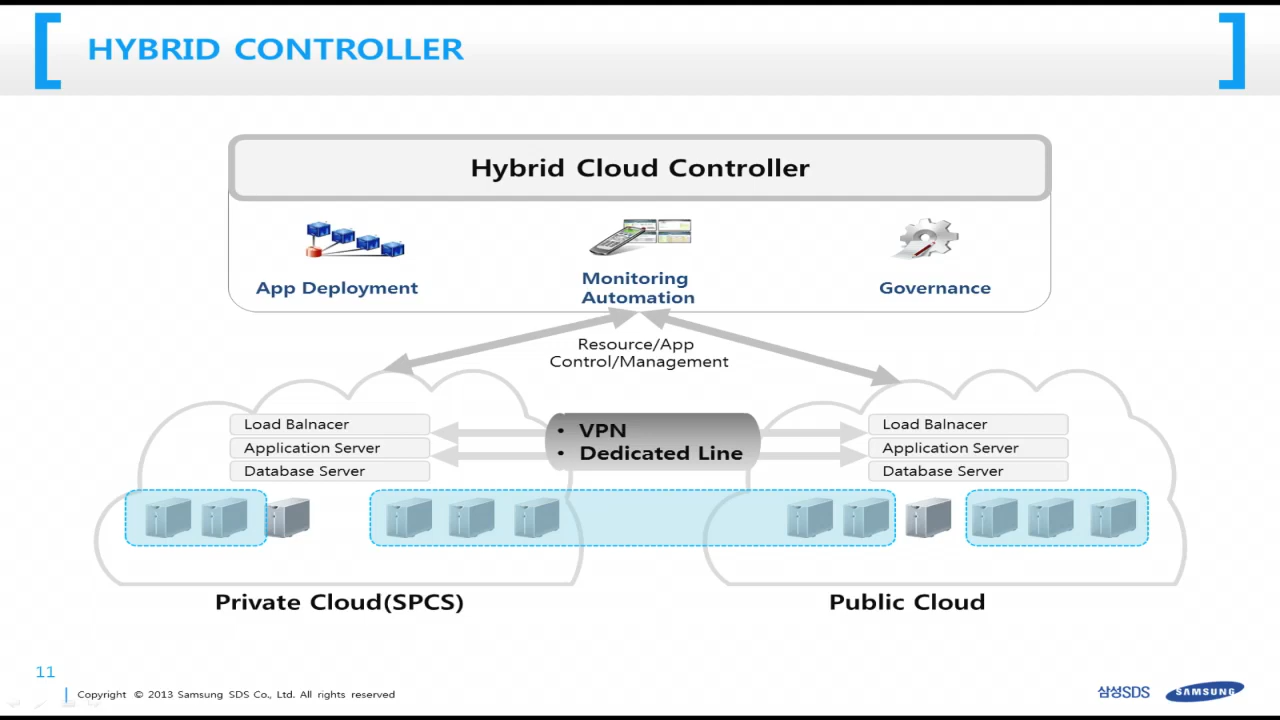 HYBRID CONTROLLER
Hybrid Cloud Controller
App Deployment
Monitoring
Automation
Governance
Resource/App
Control/Management
Load Balnacer
Application Server
Database Server
• VPN
• Dedicated Line
Load Balnacer
Application Server
Database Server
Private Cloud(SPCS)
Public Cloud
11
Copyright © 2013 Samsung SDS Co., Ltd. All rights reserved
삼성SDS
SAMSUNG